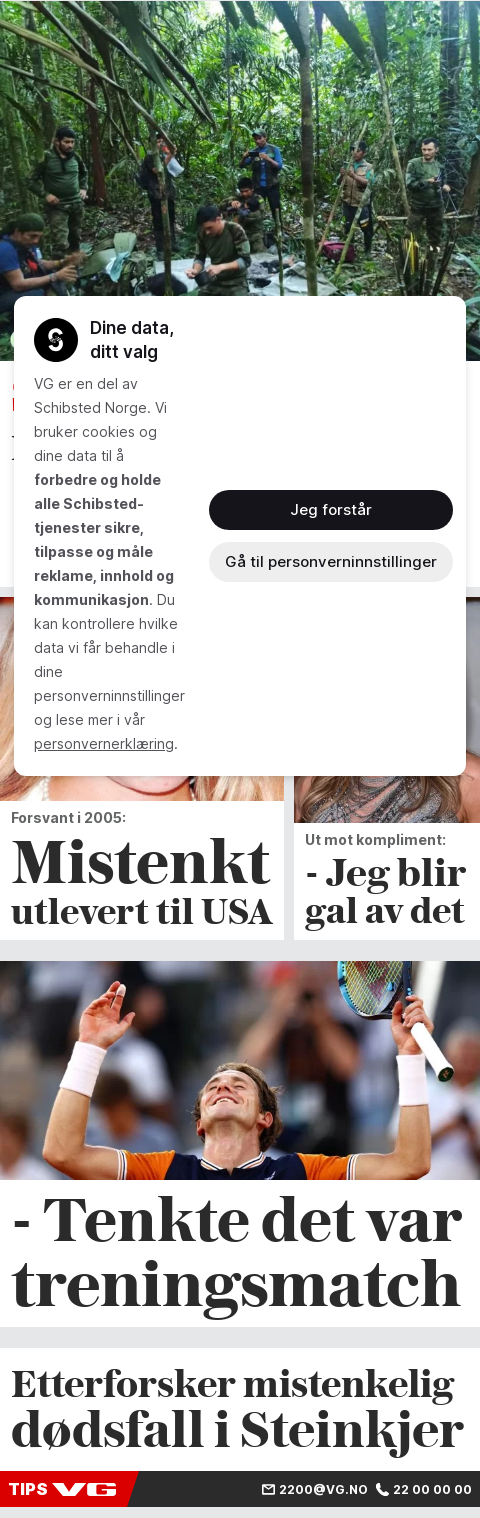 Dine data,
ditt valg
VG er en del av
Schibsted Norge. Vi
bruker cookies og
dine data til å
forbedre og holde
alle Schibsted-
tjenester sikre,
tilpasse og måle
reklame, innhold og
kommunikasjon. Du
kan kontrollere hvilke
data vi får behandle i
dine
personverninnstillinger
og lese mer i vår
personvernerklæring.
Jeg forstår
Gå til personverninnstillinger
Forsvant i 2005:
Mistenkt
utlevert til USA
Ut mot kompliment:
- Jeg blir
gal av det
- Tenkte det var
treningsmatch
Etterforsker mistenkelig
dødsfall i Steinkjer
TIPS VG
2200@VG.NO 22 00 00 00